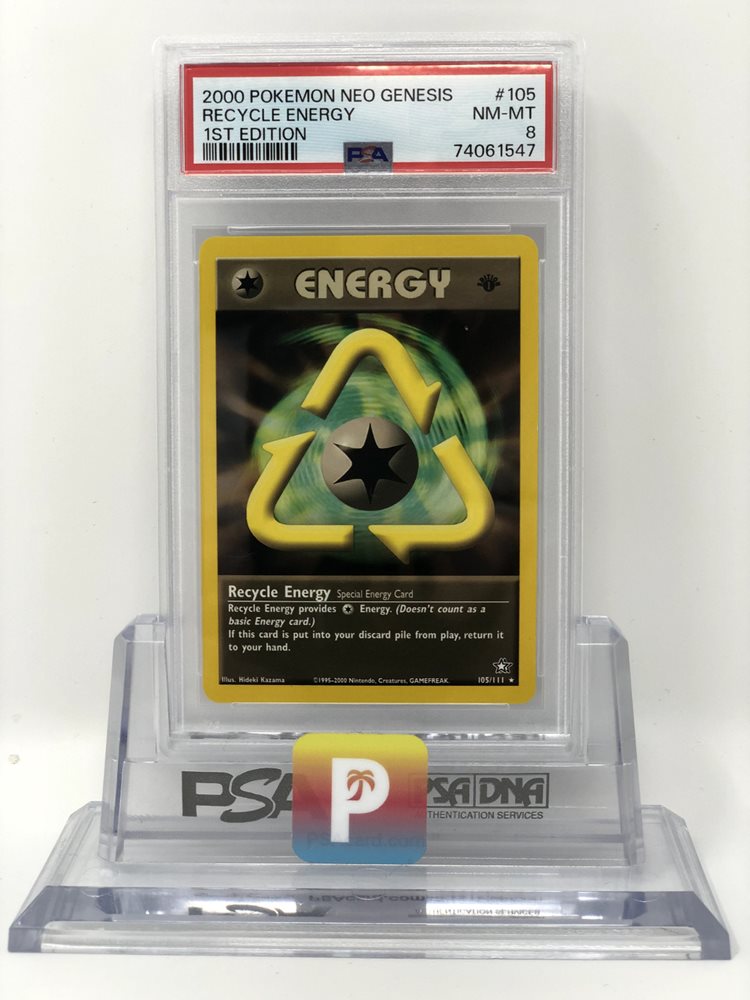 2000 POKEMON NEO GENESIS #105
RECYCLE ENERGY NM-MT
1ST EDITION 8
PSA 74061547
ENERGY
EDITION 1
Recycle Energy Special Energy Card
Recycle Energy provides Energy. (Doesn't count as a
basic Energy card.)
If this card is put into your discard pile from play, return it
to your hand.
Illus. Hideki Kazama ©1995-2000 Nintendo, Creatures, GAMEFREAK. 105/111 ★
PSA PSA DNA
P
THENTICATION SERVICES